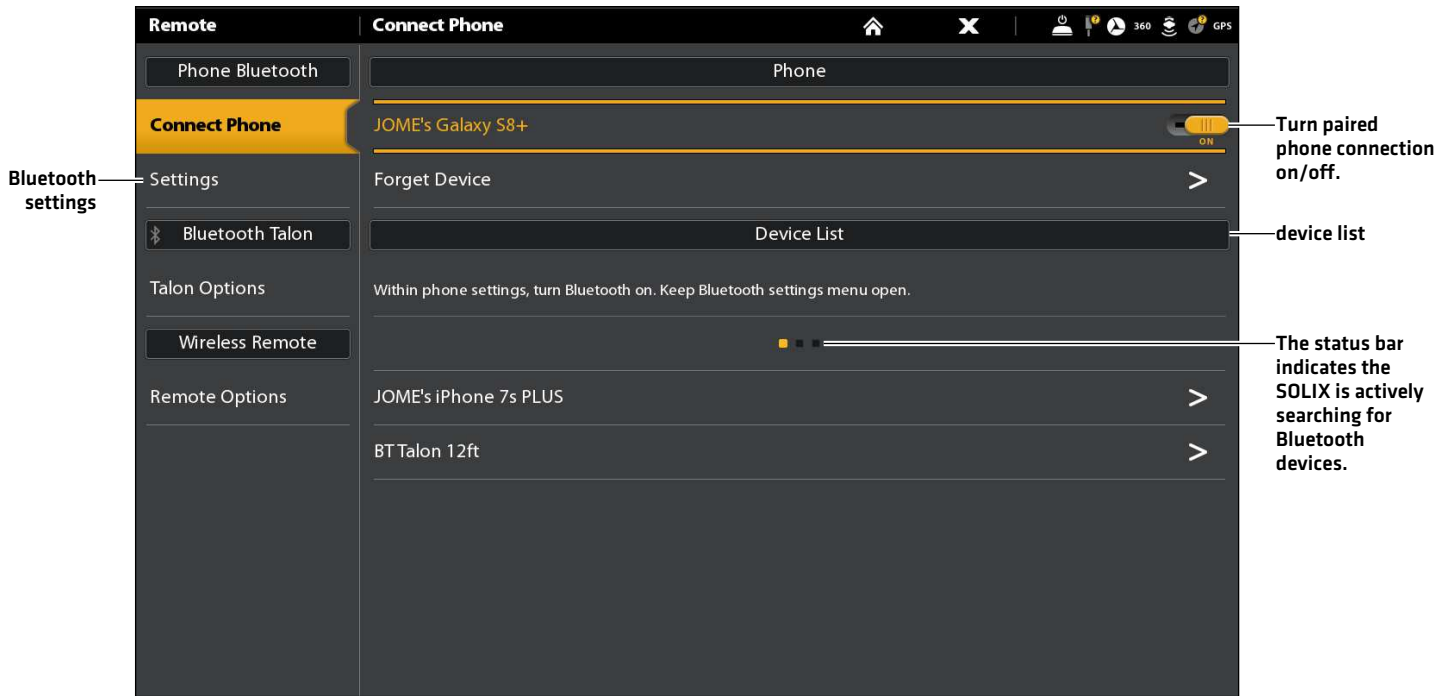 Remote
Connect Phone
360
GPS
Phone Bluetooth
Phone
Connect Phone
JOME's Galaxy S8+
ON
Turn paired
phone connection
on/off.
Bluetooth
settings
Settings
Forget Device
>
Bluetooth Talon
Device List
device list
Talon Options
Within phone settings, turn Bluetooth on. Keep Bluetooth settings menu open.
Wireless Remote
The status bar
indicates the
SOLIX is actively
searching for
Bluetooth
devices.
Remote Options
JOME's iPhone 7s PLUS
>
BT Talon 12ft
>